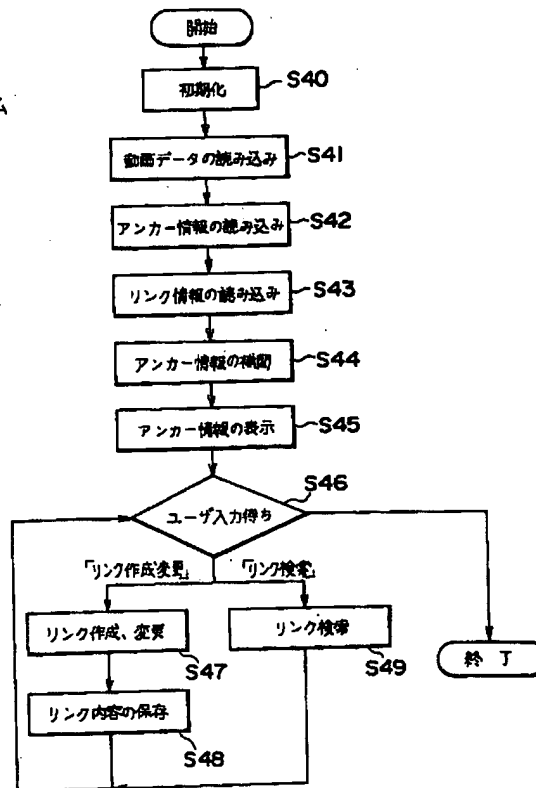 開始
初期化
S40
ム
動画データの読み込み
S41
アンカー情報の読み込み
S42
リンク情報の読み込み
S43
アンカー情報の補間
S44
アンカー情報の表示
S45
S46
ユーザ入力待ち
「リンク作成変更」
「リンク検索」
リンク作成、変更
S47
リンク検索
S49
終了
リンク内容の保存
S48